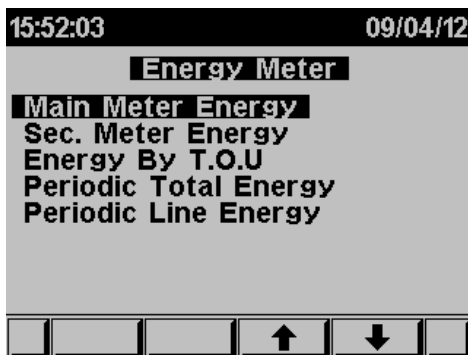 15:52:03 09/04/12
Energy Meter
Main Meter Energy
Sec. Meter Energy
Energy By T.O.U
Periodic Total Energy
Periodic Line Energy